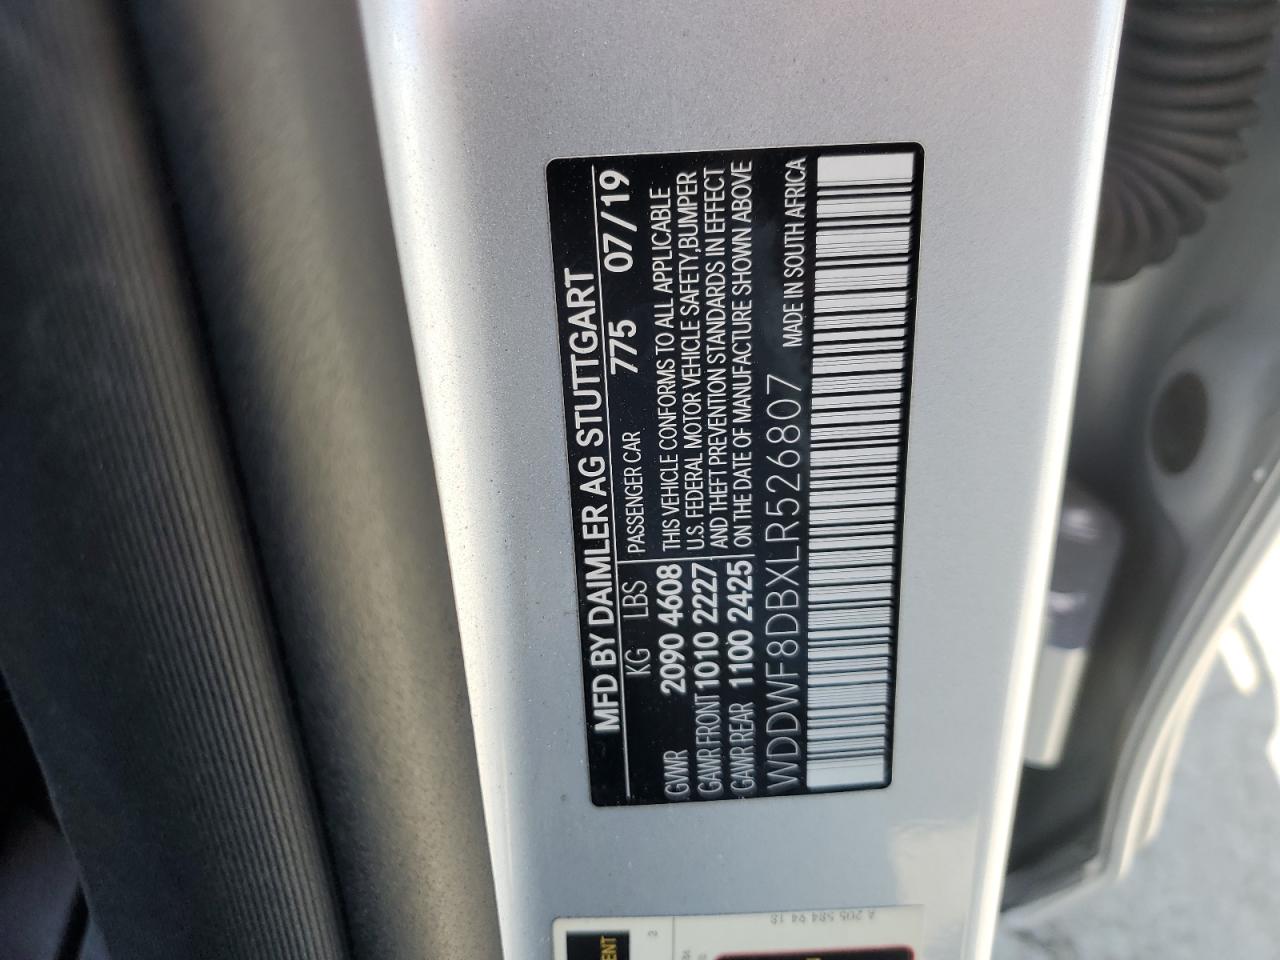 MFD BY DAIMLER AG STUTTGART
KG LBS PASSENGER CAR 775 07/19
GVWR 2090 4608 THIS VEHICLE CONFORMS TO ALL APPLICABLE
U.S. FEDERAL MOTOR VEHICLE SAFETY, BUMPER
GAWR FRONT 1010 2227 AND THEFT PREVENTION STANDARDS IN EFFECT
GAWR REAR 1100 2425 ON THE DATE OF MANUFACTURE SHOWN ABOVE
WDDWF8DBXLR526807 MADE IN SOUTH AFRICA
A 205 584 94 18